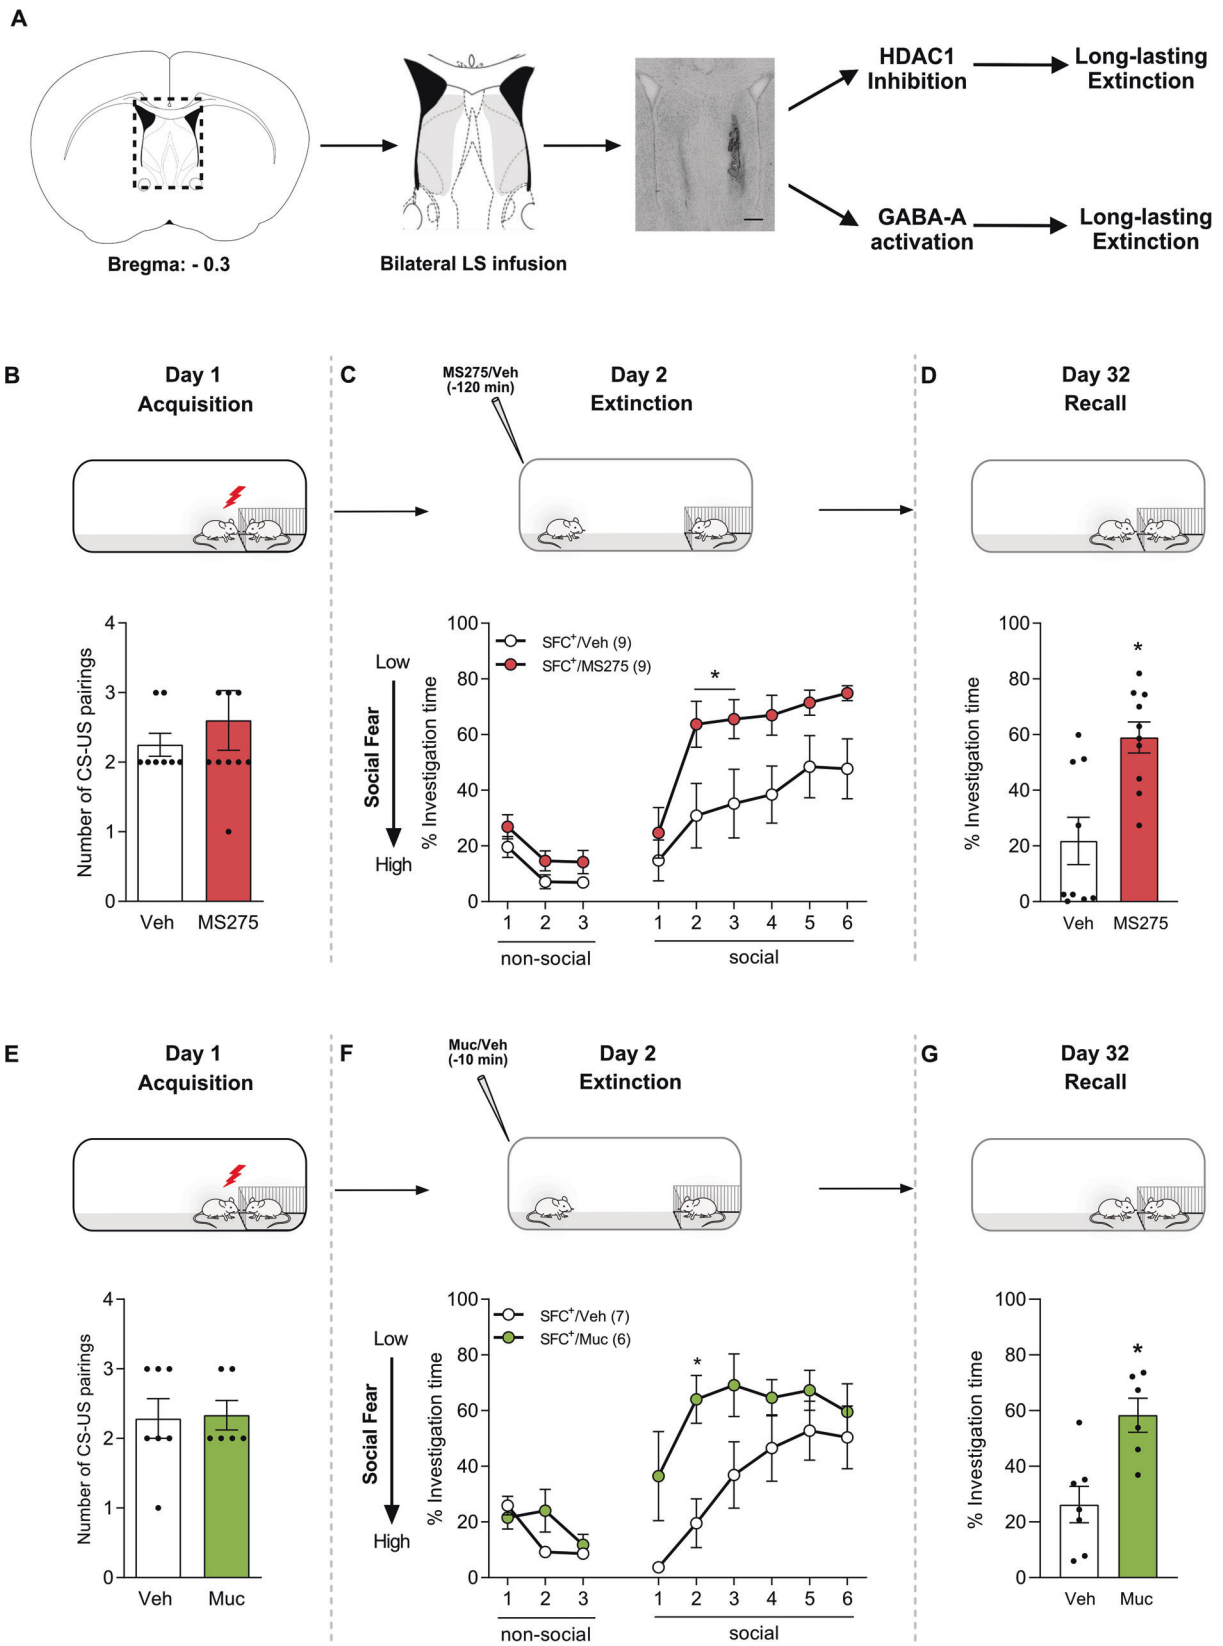 A
HDAC1
Inhibition
Long-lasting
Extinction
GABA-A
activation
Long-lasting
Extinction
Bregma: - 0.3
Bilateral LS infusion
B
Day 1
Acquisition
C
MS275/Veh
(-120 min)
Day 2
Extinction
D
Day 32
Recall
Number of CS-US pairings
4
3
2
1
0
Veh
MS275
Low
Social Fear
High
% Investigation time
100
80
60
40
20
0
SFC+/Veh (9)
SFC+/MS275 (9)
*
1 2 3
non-social
1 2 3 4 5 6
social
% Investigation time
100
80
60
40
20
0
*
Veh
MS275
E
Day 1
Acquisition
F
Muc/Veh
(-10 min)
Day 2
Extinction
G
Day 32
Recall
Number of CS-US pairings
4
3
2
1
0
Veh
Muc
Low
Social Fear
High
% Investigation time
100
80
60
40
20
0
SFC+/Veh (7)
SFC+/Muc (6)
*
1 2 3
non-social
1 2 3 4 5 6
social
% Investigation time
100
80
60
40
20
0
*
Veh
Muc